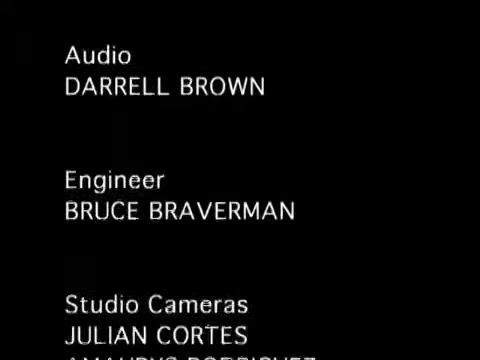 Audio
DARRELL BROWN
Engineer
BRUCE BRAVERMAN
Studio Cameras
JULIAN CORTES